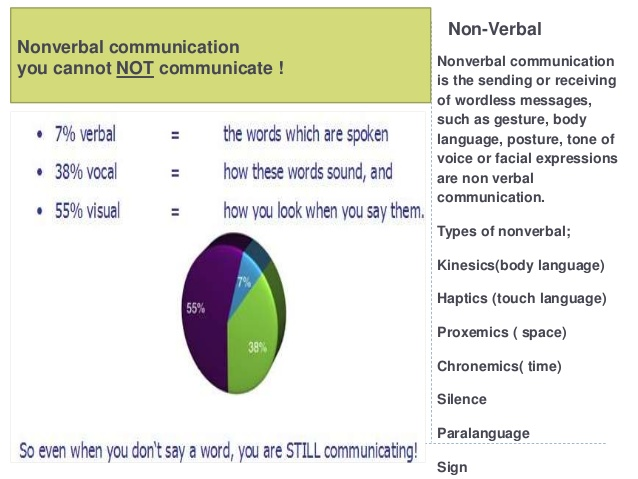 Nonverbal communication
you cannot NOT communicate !
• 7% verbal = the words which are spoken
• 38% vocal = how these words sound, and
• 55% visual = how you look when you say them.
7%
55%
38%
So even when you don't say a word, you are STILL communicating!
Non-Verbal
Nonverbal communication
is the sending or receiving
of wordless messages,
such as gesture, body
language, posture, tone of
voice or facial expressions
are non verbal
communication.
Types of nonverbal;
Kinesics(body language)
Haptics (touch language)
Proxemics ( space)
Chronemics( time)
Silence
Paralanguage
Sign